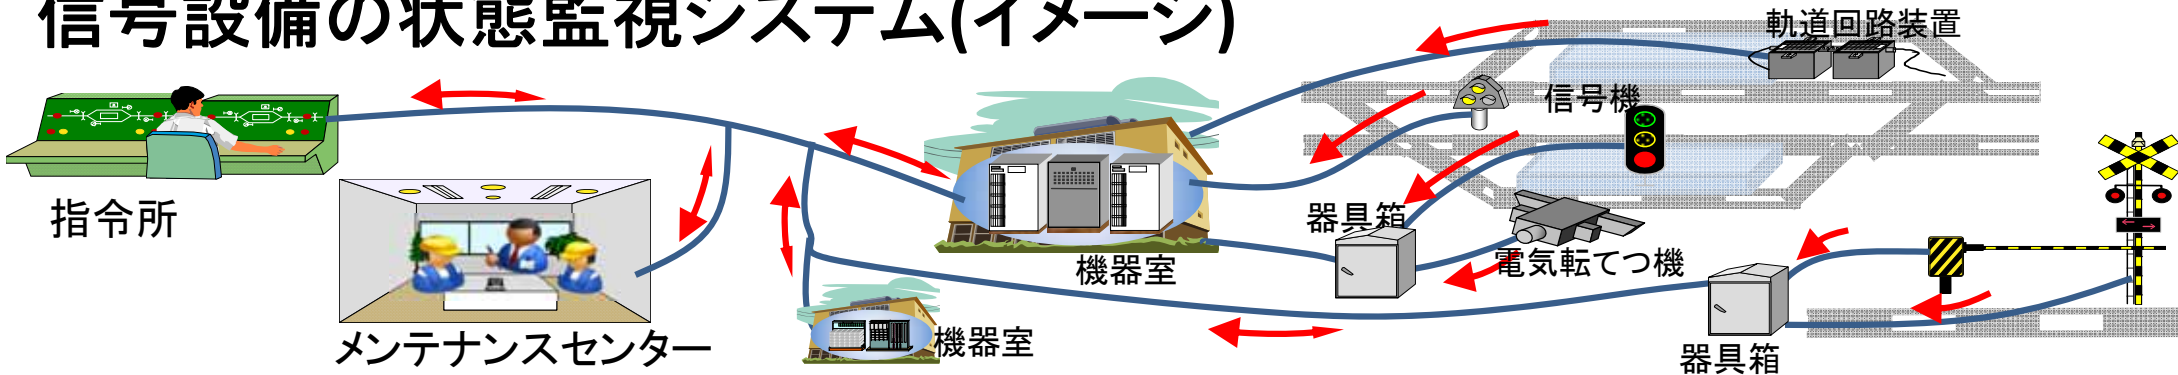 信号設備の状態監視システム(イメージ)
軌道回路装置
信号機
指令所
器具箱
電気転てつ機
機器室
メンテナンスセンター
機器室
器具箱